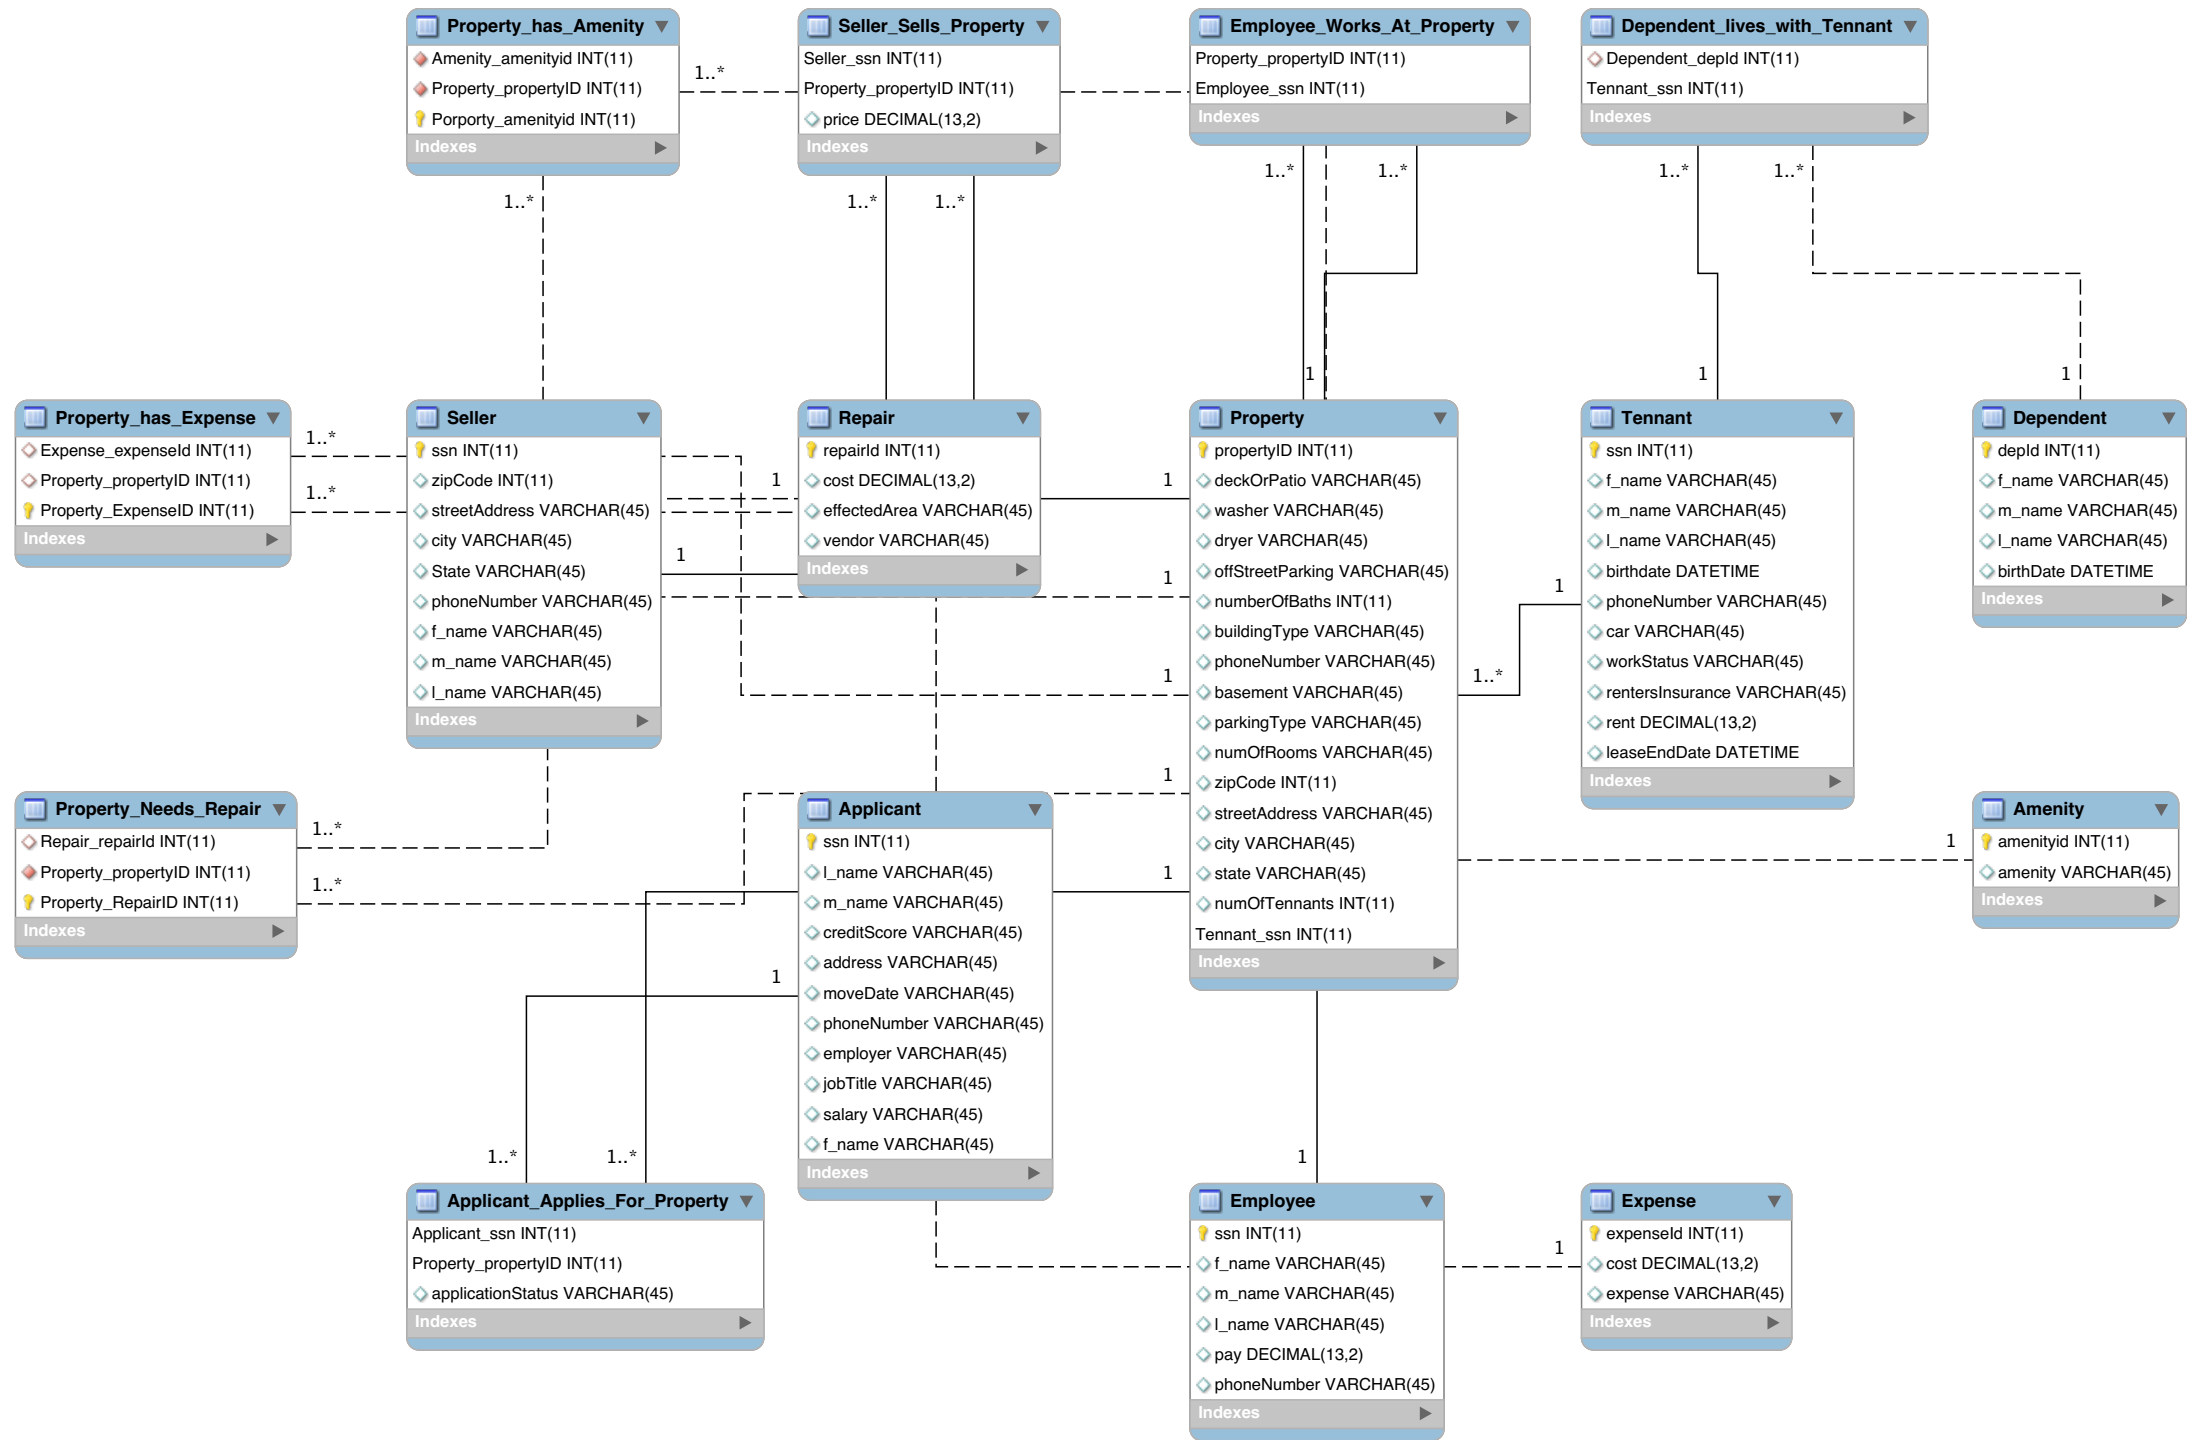 Property_has_Amenity
Amenity_amenityid INT(11)
Property_propertyID INT(11)
Porporty_amenityid INT(11)
Indexes
Seller_Sells_Property
Seller_ssn INT(11)
Property_propertyID INT(11)
price DECIMAL(13,2)
Indexes
Employee_Works_At_Property
Property_propertyID INT(11)
Employee_ssn INT(11)
Indexes
Dependent_lives_with_Tennant
Dependent_depId INT(11)
Tennant_ssn INT(11)
Indexes
1..*
1..*
1..*
1..*
1..*
1..*
1..*
1..*
1
1
1
Property_has_Expense
Expense_expenseId INT(11)
Property_propertyID INT(11)
Property_ExpenseID INT(11)
Indexes
1..*
1..*
Seller
ssn INT(11)
zipCode INT(11)
streetAddress VARCHAR(45)
city VARCHAR(45)
State VARCHAR(45)
phoneNumber VARCHAR(45)
f_name VARCHAR(45)
m_name VARCHAR(45)
l_name VARCHAR(45)
Indexes
1
1
Repair
repairId INT(11)
cost DECIMAL(13,2)
effectedArea VARCHAR(45)
vendor VARCHAR(45)
Indexes
1
1
1
1
1
Property
propertyID INT(11)
deckOrPatio VARCHAR(45)
washer VARCHAR(45)
dryer VARCHAR(45)
offStreetParking VARCHAR(45)
numberOfBaths INT(11)
buildingType VARCHAR(45)
phoneNumber VARCHAR(45)
basement VARCHAR(45)
parkingType VARCHAR(45)
numOfRooms VARCHAR(45)
zipCode INT(11)
streetAddress VARCHAR(45)
city VARCHAR(45)
state VARCHAR(45)
numOfTennants INT(11)
Tennant_ssn INT(11)
Indexes
1..*
1
Tennant
ssn INT(11)
f_name VARCHAR(45)
m_name VARCHAR(45)
l_name VARCHAR(45)
birthdate DATETIME
phoneNumber VARCHAR(45)
car VARCHAR(45)
workStatus VARCHAR(45)
rentersInsurance VARCHAR(45)
rent DECIMAL(13,2)
leaseEndDate DATETIME
Indexes
Dependent
depId INT(11)
f_name VARCHAR(45)
m_name VARCHAR(45)
l_name VARCHAR(45)
birthDate DATETIME
Indexes
Property_Needs_Repair
Repair_repairId INT(11)
Property_propertyID INT(11)
Property_RepairID INT(11)
Indexes
1..*
1..*
Applicant
ssn INT(11)
l_name VARCHAR(45)
m_name VARCHAR(45)
creditScore VARCHAR(45)
address VARCHAR(45)
moveDate VARCHAR(45)
phoneNumber VARCHAR(45)
employer VARCHAR(45)
jobTitle VARCHAR(45)
salary VARCHAR(45)
f_name VARCHAR(45)
Indexes
1
1
Amenity
amenityid INT(11)
amenity VARCHAR(45)
Indexes
1..*
1..*
Applicant_Applies_For_Property
Applicant_ssn INT(11)
Property_propertyID INT(11)
applicationStatus VARCHAR(45)
Indexes
1
Employee
ssn INT(11)
f_name VARCHAR(45)
m_name VARCHAR(45)
l_name VARCHAR(45)
pay DECIMAL(13,2)
phoneNumber VARCHAR(45)
Indexes
1
Expense
expenseId INT(11)
cost DECIMAL(13,2)
expense VARCHAR(45)
Indexes